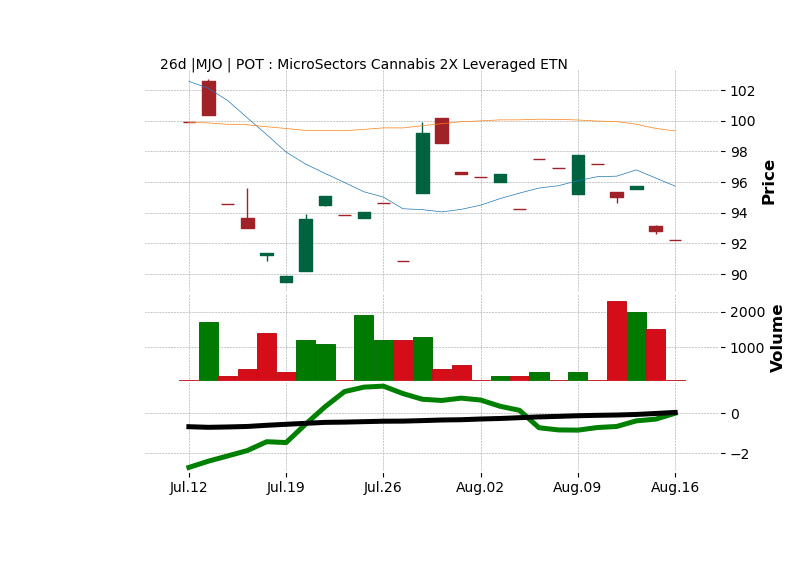 26d |MJO | POT : MicroSectors Cannabis 2X Leveraged ETN
102
100
98
96
94
92
90
Price
2000
1000
Volume
0
−2
Jul.12 Jul.19 Jul.26 Aug.02 Aug.09 Aug.16